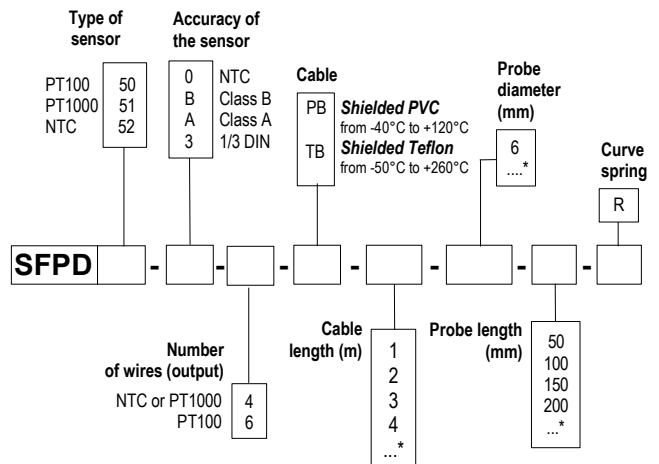 Type of
sensor
PT100 50
PT1000 51
NTC 52
Accuracy of
the sensor
0 NTC
B Class B
A Class A
3 1/3 DIN
Cable
PB Shielded PVC
from -40°C to +120°C
TB Shielded Teflon
from -50°C to +260°C
Probe
diameter
(mm)
6
....*
Curve
spring
R
SFPD - - - - - - -
Number
of wires (output)
NTC or PT1000 4
PT100 6
Cable
length (m)
1
2
3
4
...*
Probe length
(mm)
50
100
150
200
...*